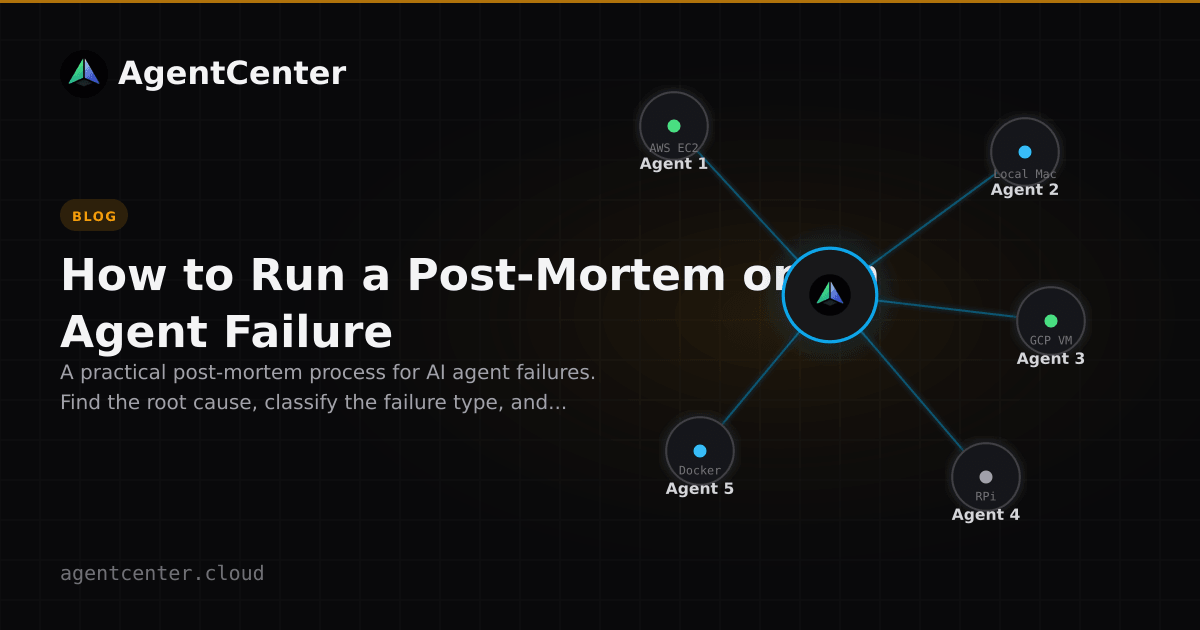 AgentCenter
BLOG
How to Run a Post-Mortem on
Agent Failure
A practical post-mortem process for AI agent failures.
Find the root cause, classify the failure type, and...
agentcenter.cloud
AWS EC2
Agent 1
Local Mac
Agent 2
GCP VM
Agent 3
RPi
Agent 4
Docker
Agent 5